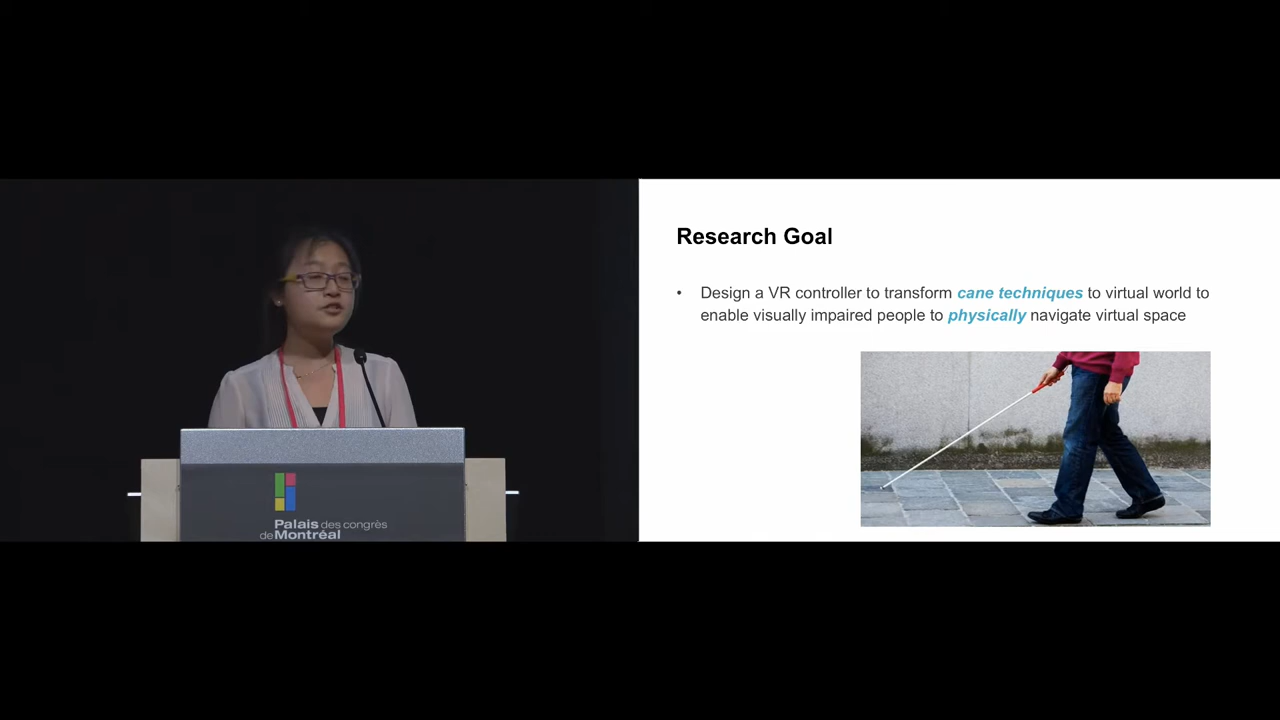 Research Goal
• Design a VR controller to transform cane techniques to virtual world to
enable visually impaired people to physically navigate virtual space
Palais des congrès
de Montréal